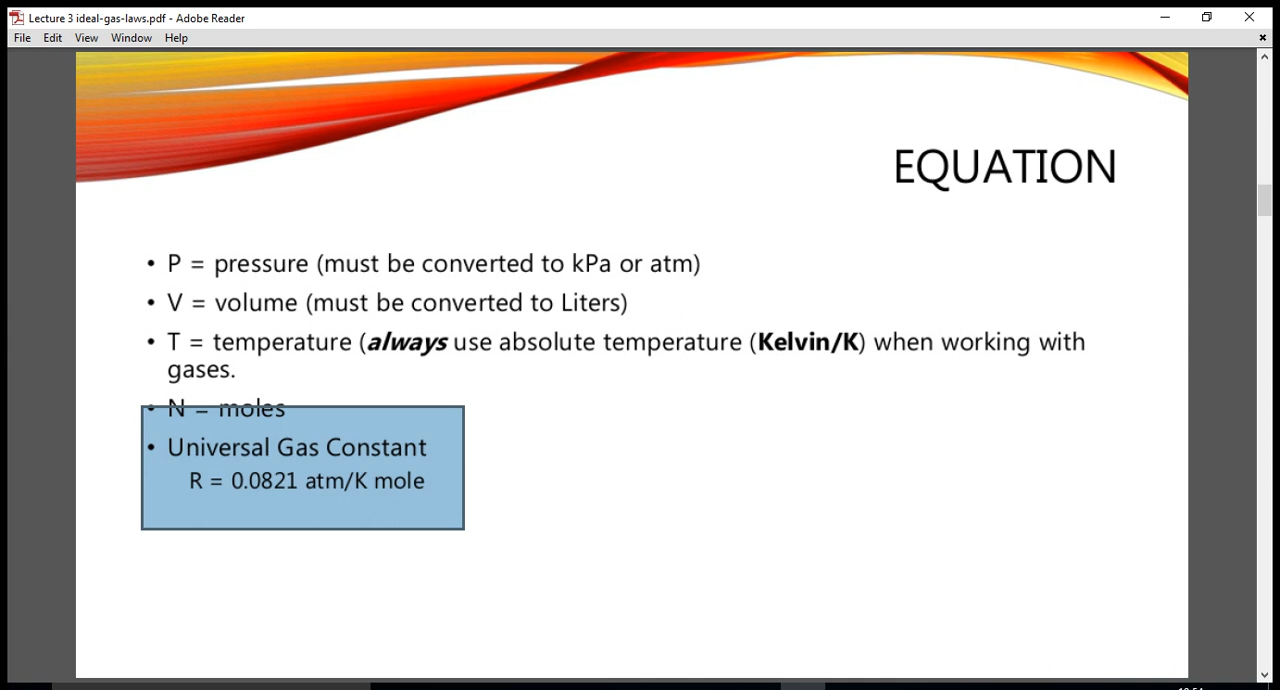 Lecture 3 ideal-gas-laws.pdf - Adobe Reader
File Edit View Window Help
EQUATION
• P = pressure (must be converted to kPa or atm)
• V = volume (must be converted to Liters)
• T = temperature (always use absolute temperature (Kelvin/K) when working with
gases.
• N = moles
• Universal Gas Constant
R = 0.0821 atm/K mole